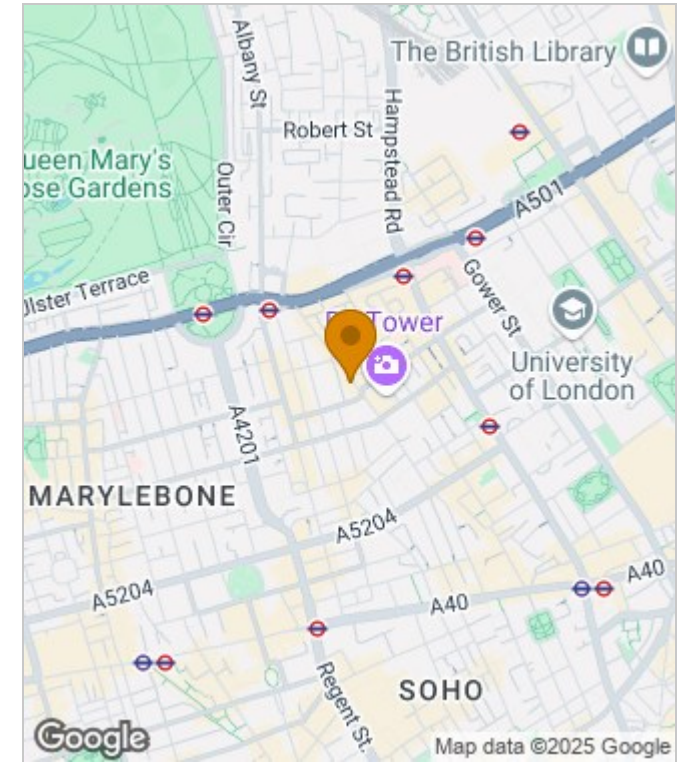 The British Library
Albany St
Hampstead Rd
Robert St
ueen Mary's
ose Gardens
Outer Cir
A501
Ulster Terrace
Gower St
Tower
University
of London
A4201
MARYLEBONE
A5204
A5204
A40
A40
Regent St.
SOHO
Google
Map data ©2025 Google